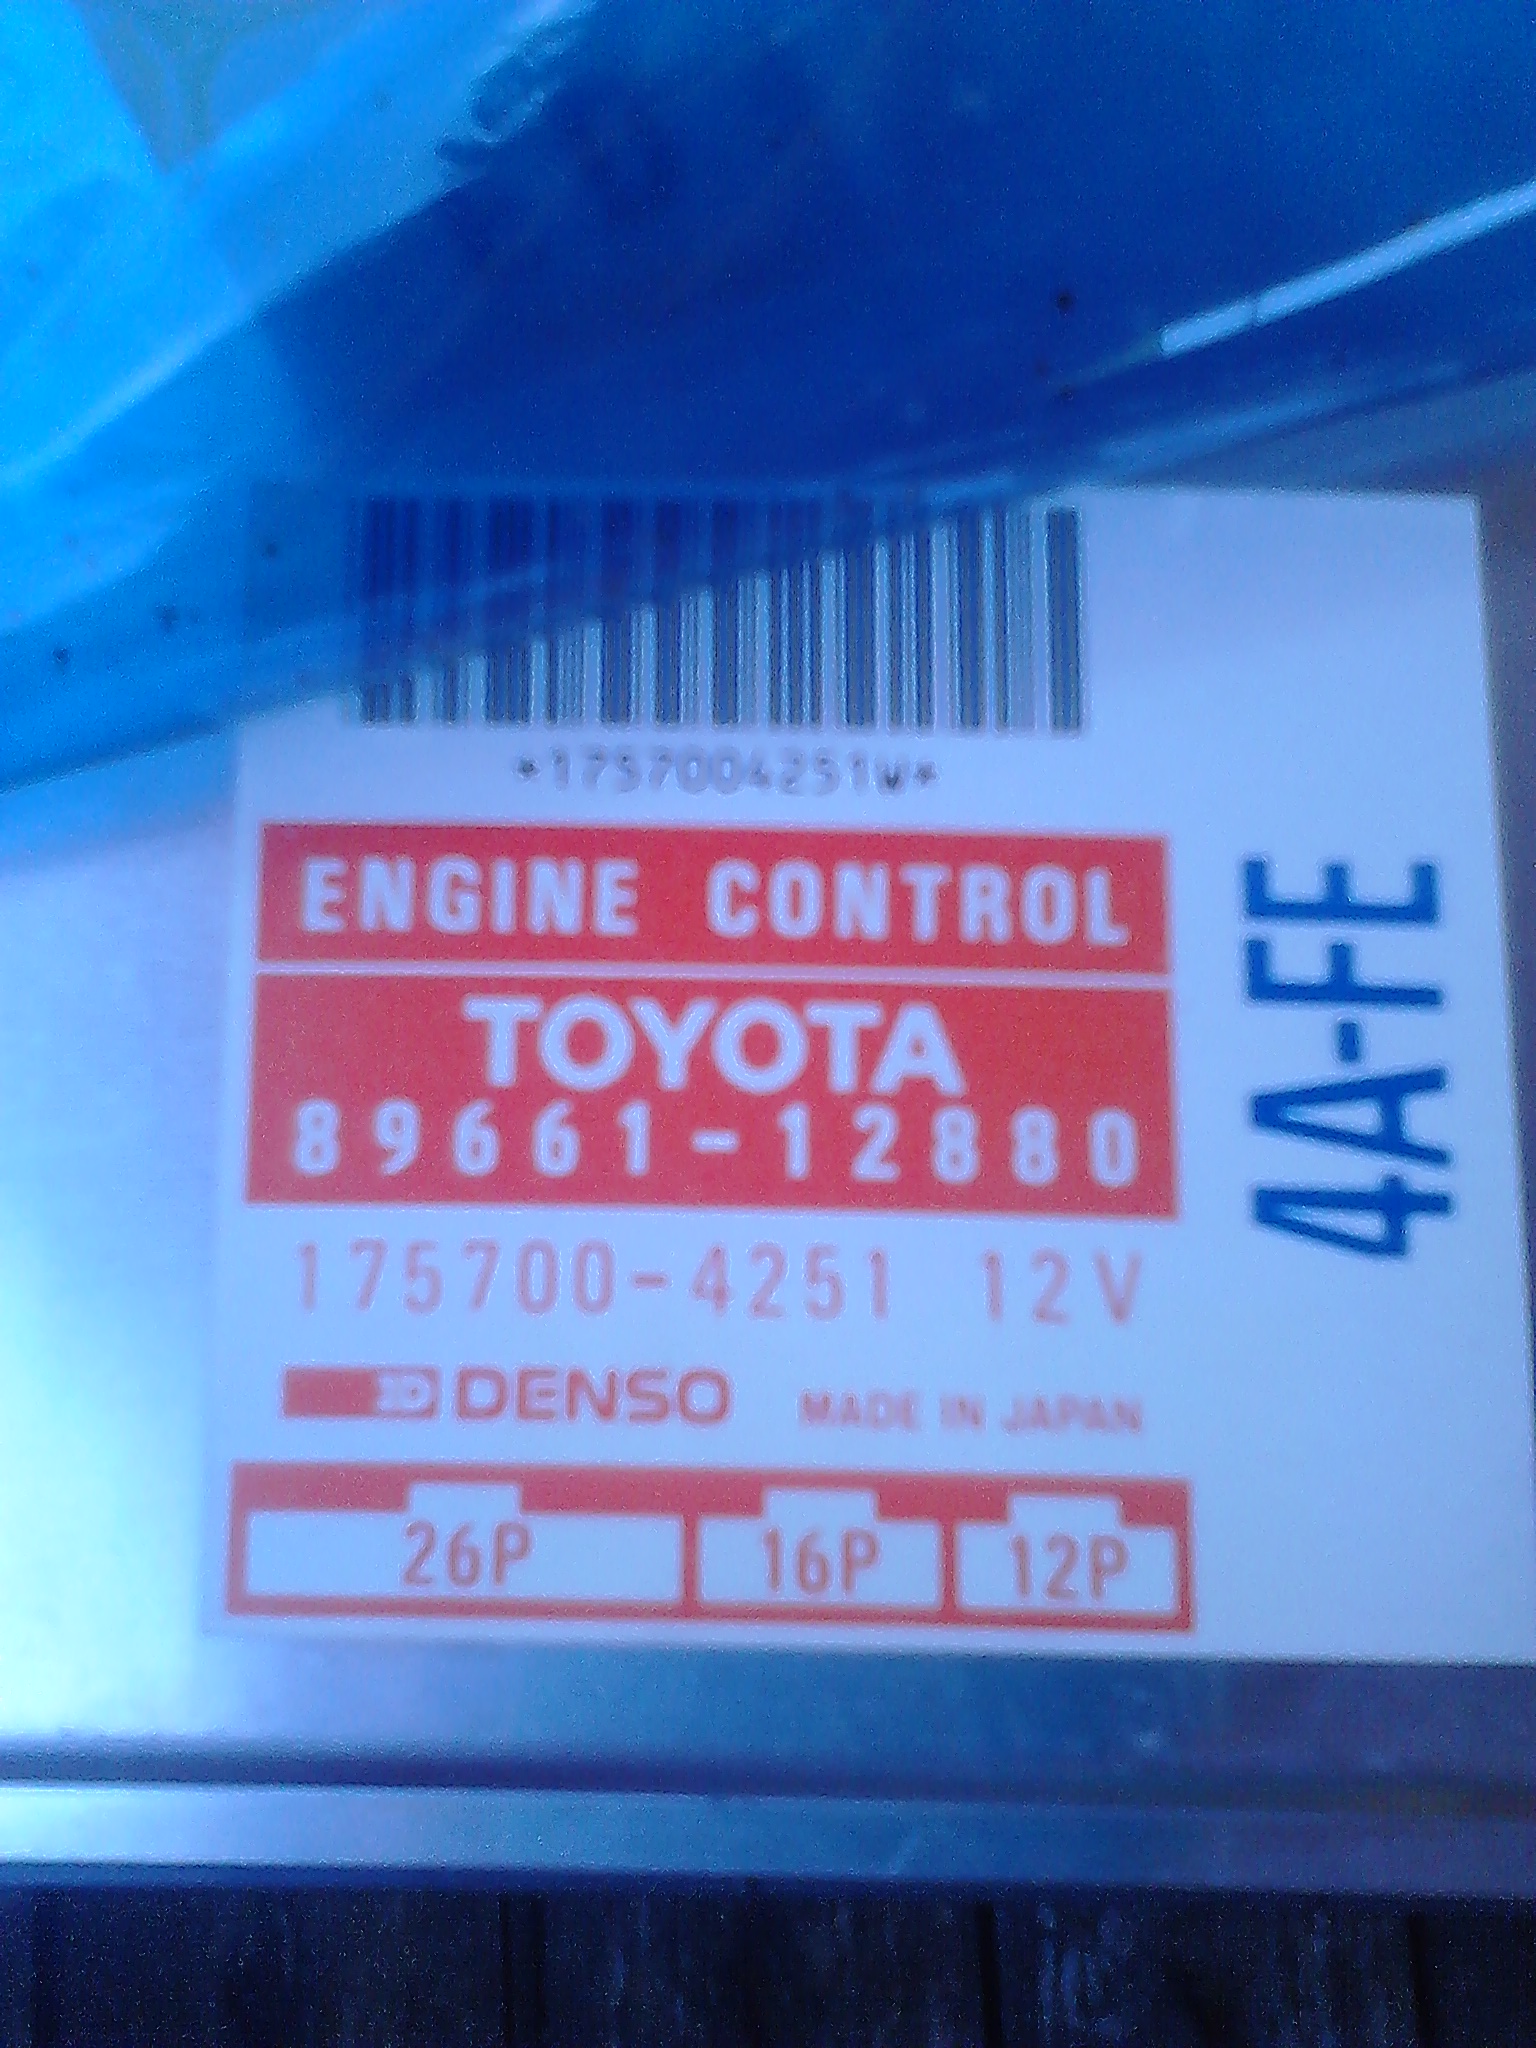 *1757004251W*
ENGINE CONTROL
TOYOTA
89661-12880
175700-4251 12V
DENSO MADE IN JAPAN
26P 16P 12P
4A-FE